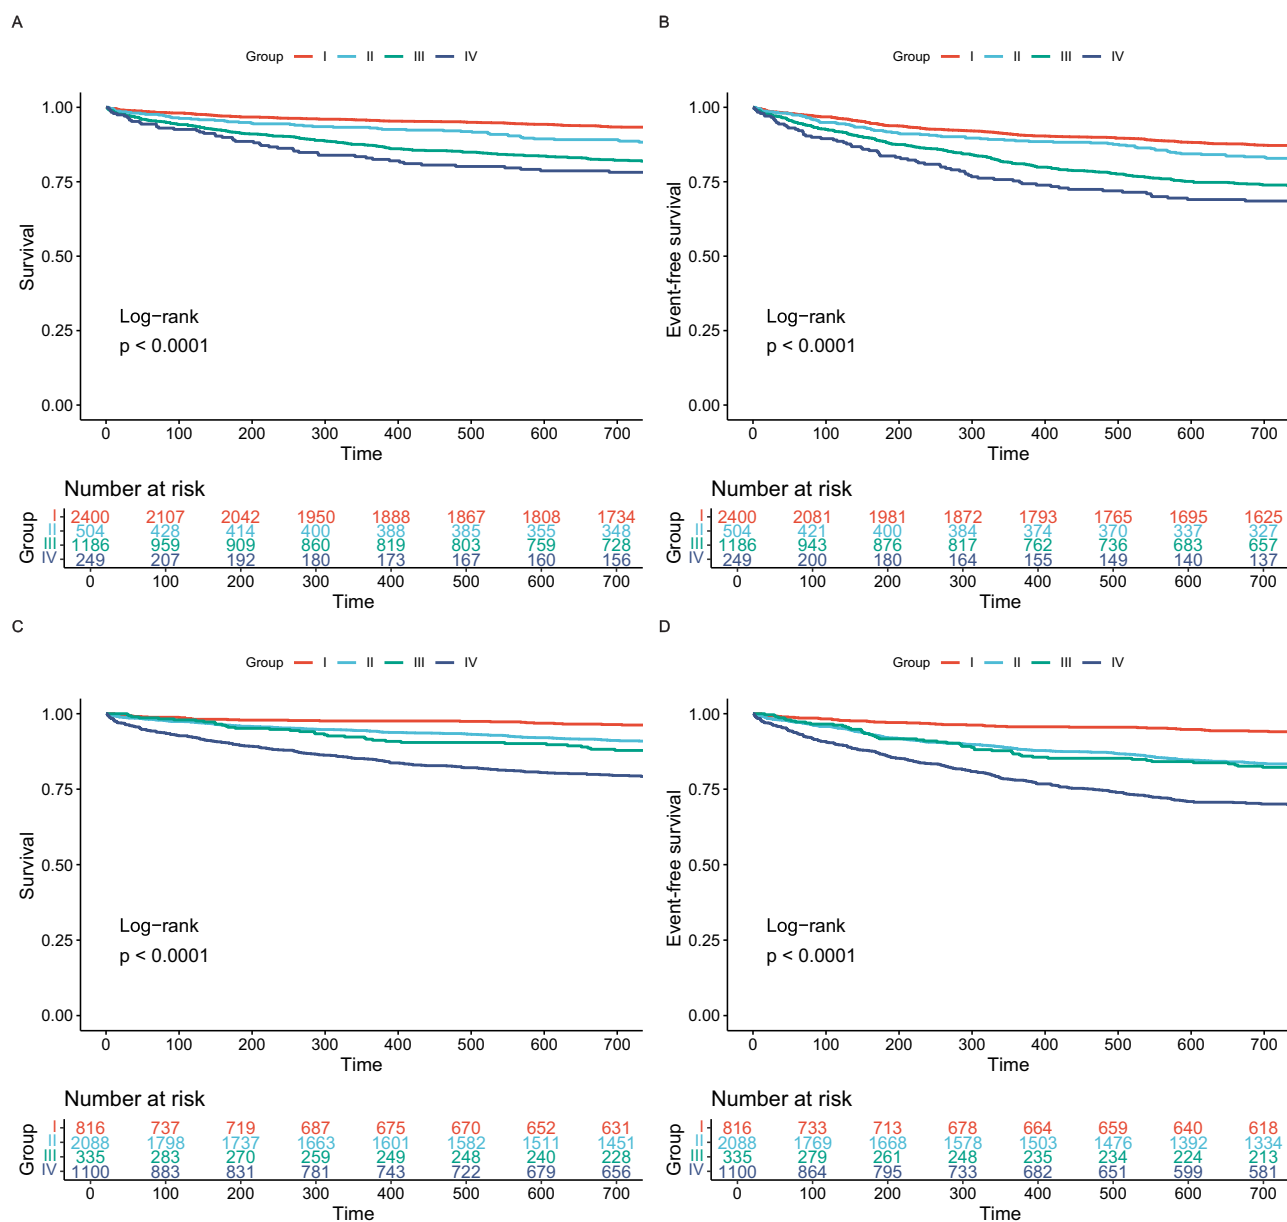 A
Group I II III IV
1.00
0.75
0.50
0.25
0.00
Survival
Log-rank
p < 0.0001
0 100 200 300 400 500 600 700
Time
Number at risk
Group
I 2400 2107 2042 1950 1888 1867 1808 1734
II 504 428 414 400 388 385 355 348
III 1186 959 909 860 819 803 759 728
IV 249 207 192 180 173 167 160 156
0 100 200 300 400 500 600 700
Time
B
Group I II III IV
1.00
0.75
0.50
0.25
0.00
Event-free survival
Log-rank
p < 0.0001
0 100 200 300 400 500 600 700
Time
Number at risk
Group
I 2400 2081 1981 1872 1793 1765 1695 1625
II 504 421 400 384 374 370 337 327
III 1186 943 876 817 762 736 683 657
IV 249 200 180 164 155 149 140 137
0 100 200 300 400 500 600 700
Time
C
Group I II III IV
1.00
0.75
0.50
0.25
0.00
Survival
Log-rank
p < 0.0001
0 100 200 300 400 500 600 700
Time
Number at risk
Group
I 816 737 719 687 675 670 652 631
II 2088 1798 1737 1663 1601 1582 1511 1451
III 335 283 270 259 249 248 240 228
IV 1100 883 831 781 743 722 679 656
0 100 200 300 400 500 600 700
Time
D
Group I II III IV
1.00
0.75
0.50
0.25
0.00
Event-free survival
Log-rank
p < 0.0001
0 100 200 300 400 500 600 700
Time
Number at risk
Group
I 816 733 713 678 664 659 640 618
II 2088 1769 1668 1578 1503 1476 1392 1334
III 335 279 261 248 235 234 224 213
IV 1100 864 795 733 682 651 599 581
0 100 200 300 400 500 600 700
Time